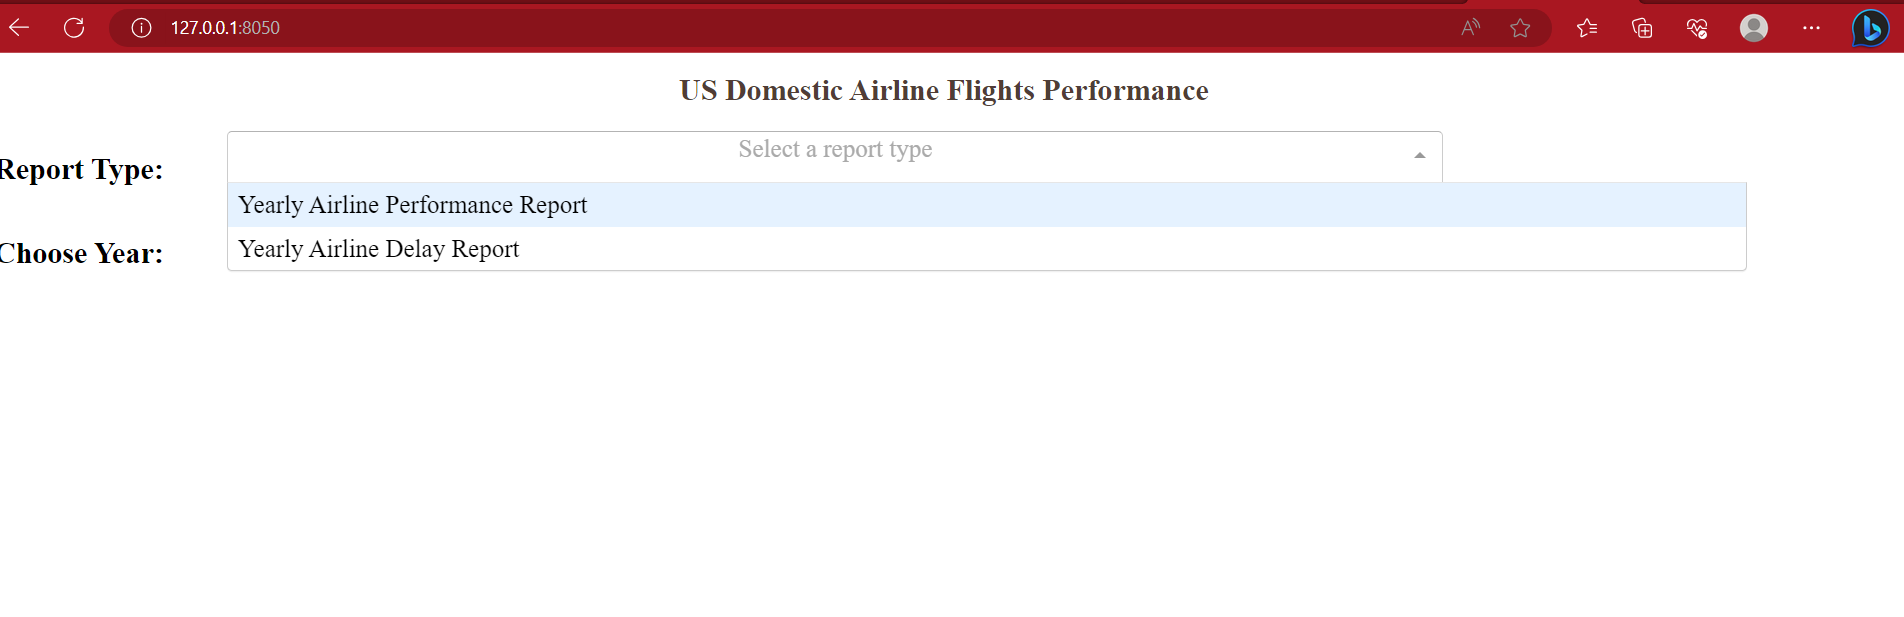 127.0.0.1:8050
US Domestic Airline Flights Performance
Report Type:
Select a report type
Yearly Airline Performance Report
Yearly Airline Delay Report
Choose Year: